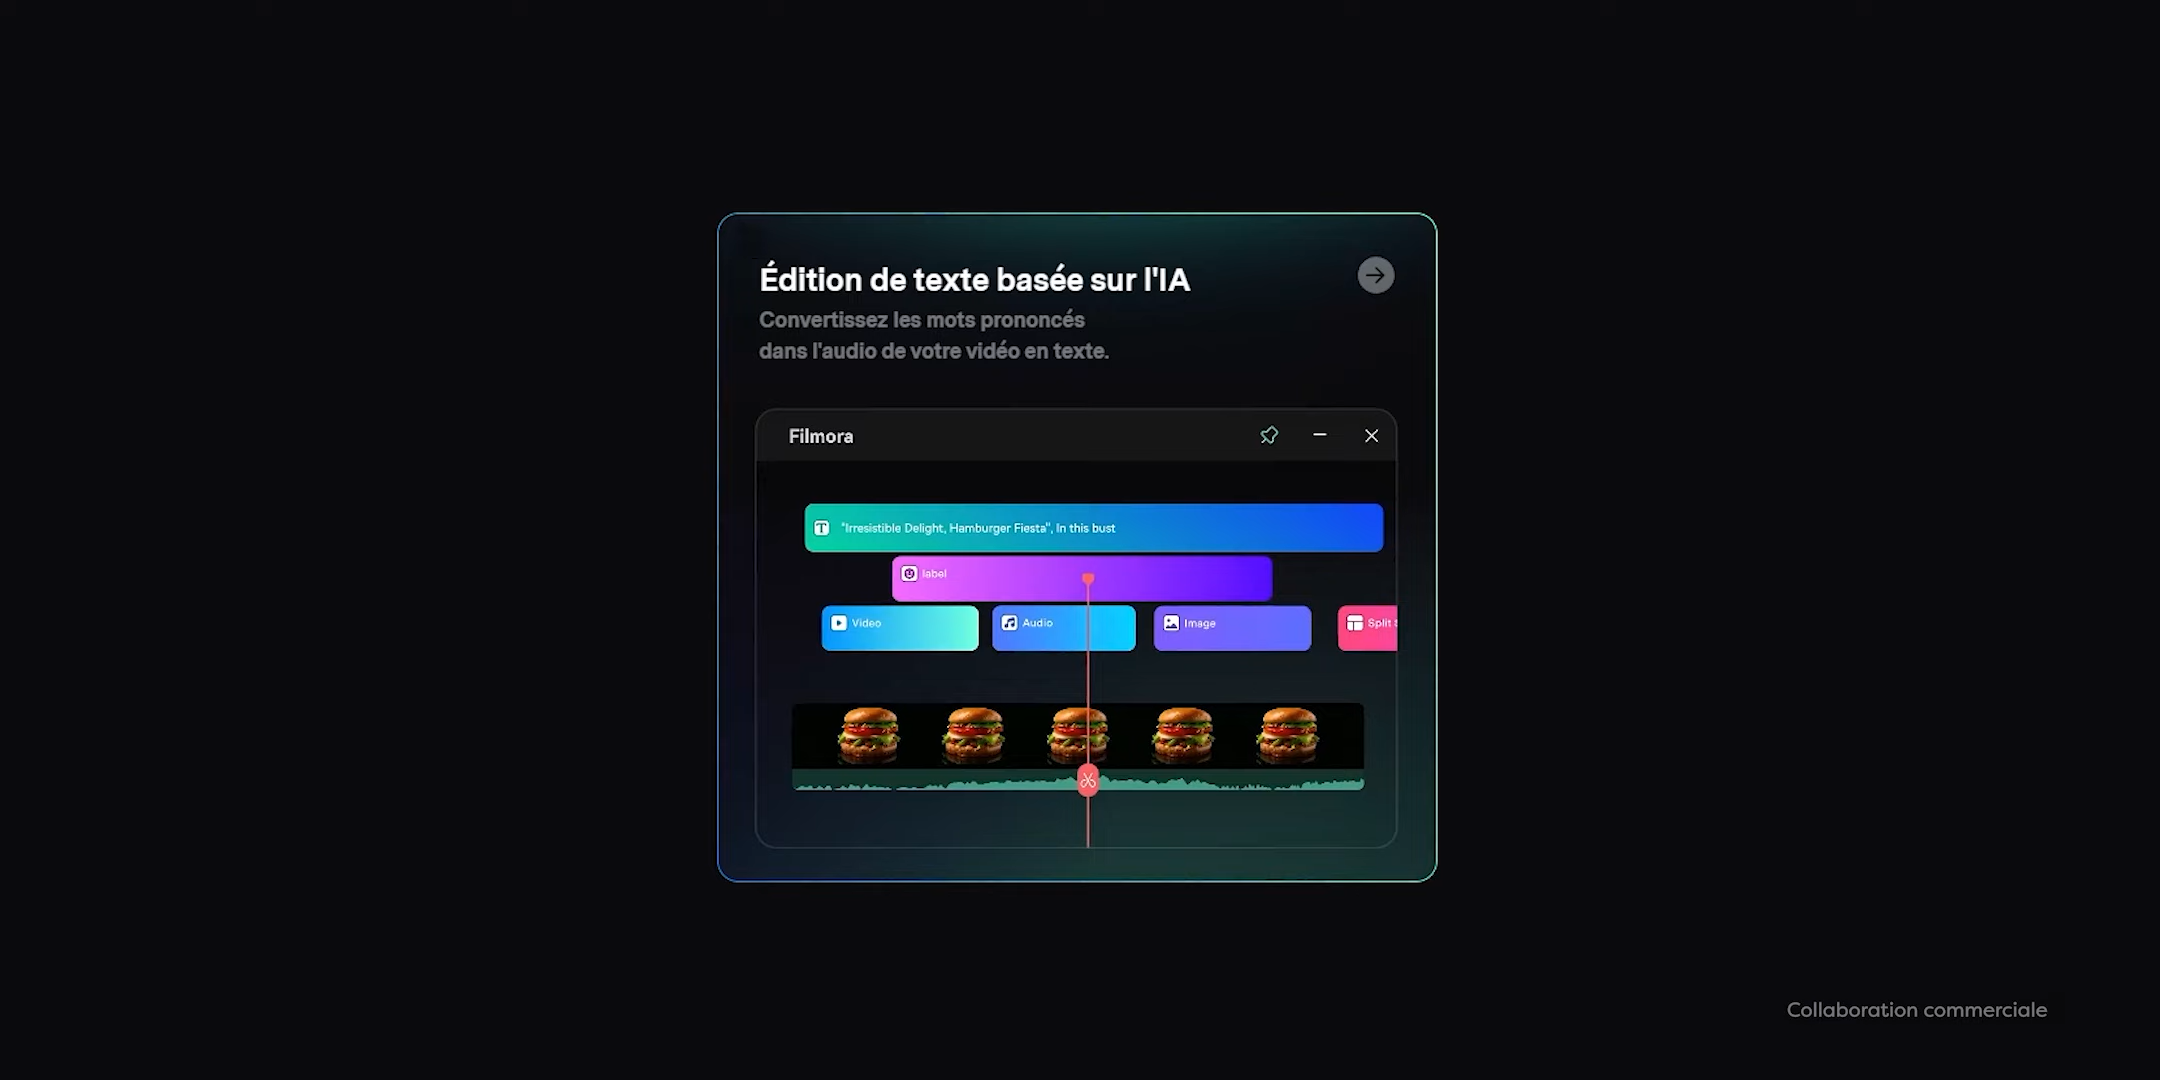 Édition de texte basée sur l'IA
Convertissez les mots prononcés
dans l'audio de votre vidéo en texte.
Filmora
"Irresistible Delight, Hamburger Fiesta", In this bust
label
Video Audio Image Split
Collaboration commerciale